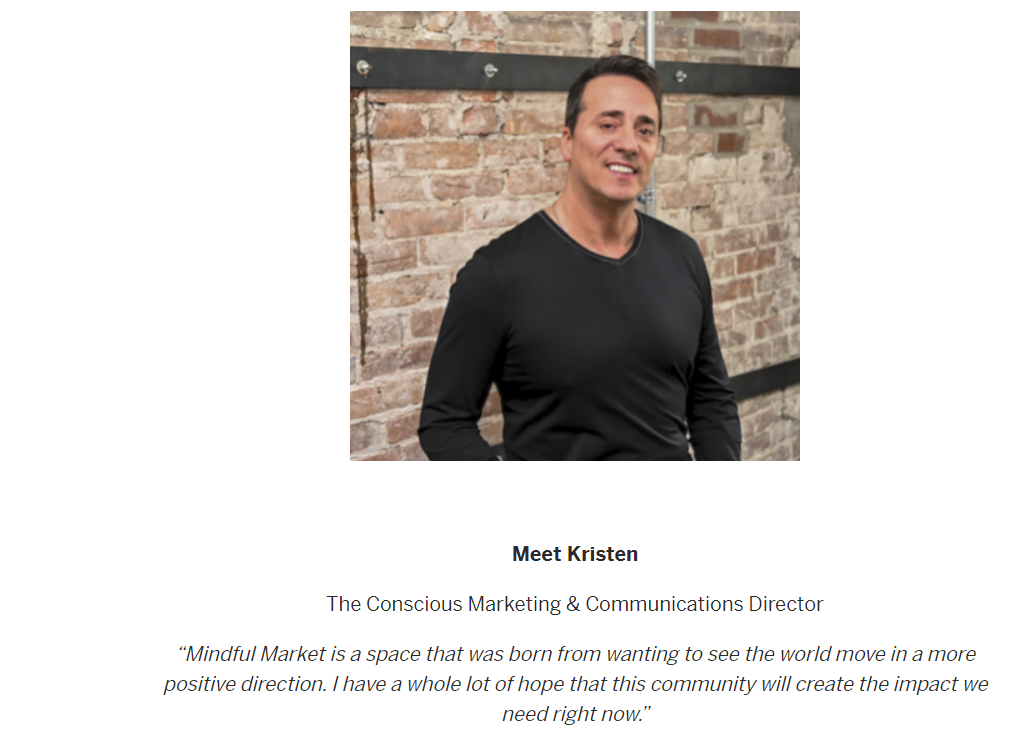 Meet Kristen
The Conscious Marketing & Communications Director
“Mindful Market is a space that was born from wanting to see the world move in a more
positive direction. I have a whole lot of hope that this community will create the impact we
need right now.”